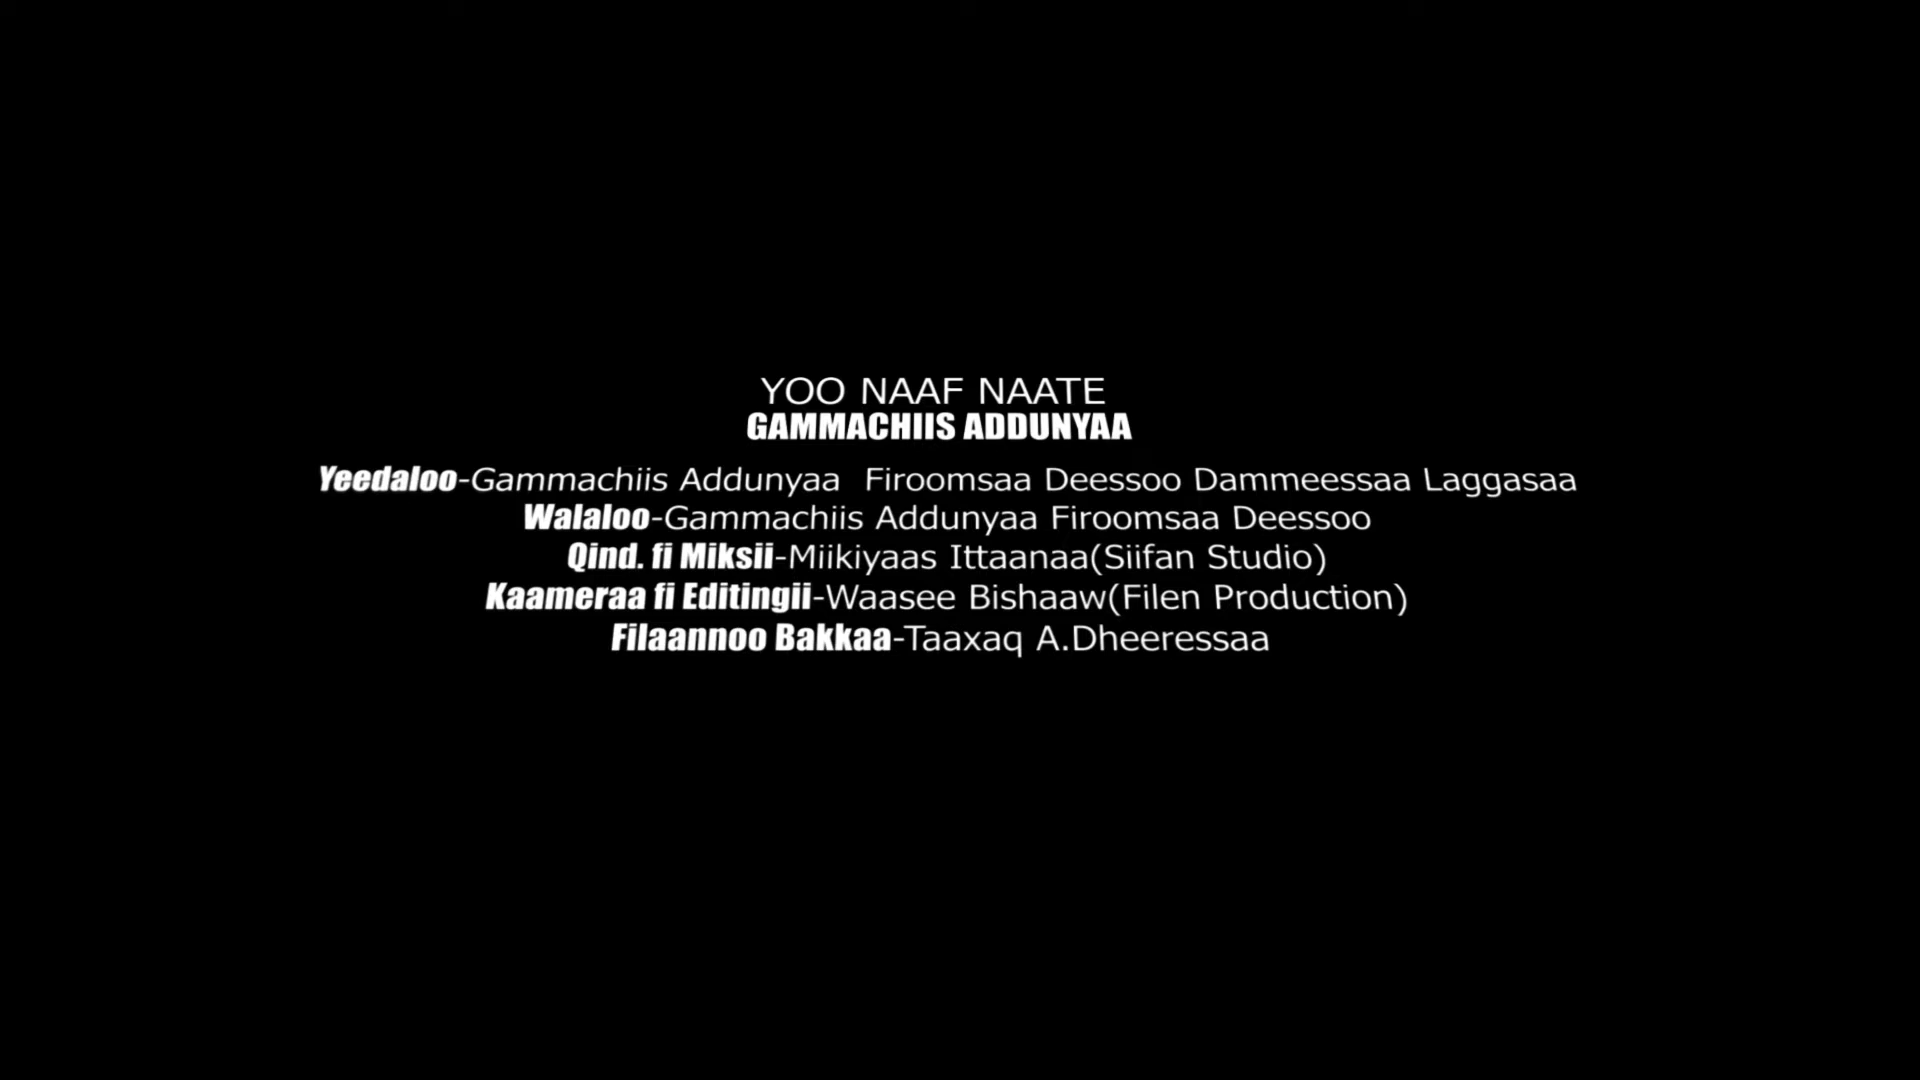 YOO NAAF NAATE
GAMMACHIIS ADDUNYAA
Yeedaloo-Gammachiis Addunyaa  Firoomsaa Deessoo Dammeessaa Laggasaa
Walaloo-Gammachiis Addunyaa Firoomsaa Deessoo
Qind. fi Miksii-Miikiyaas Ittaanaa(Siifan Studio)
Kaameraa fi Editingii-Waasee Bishaaw(Filen Production)
Filaannoo Bakkaa-Taaxaq A.Dheeressaa